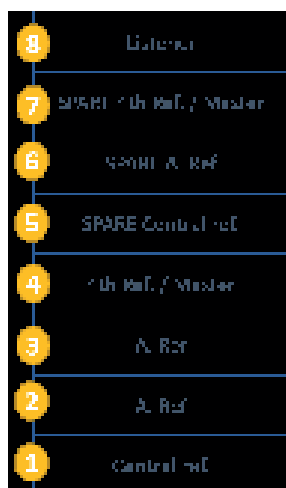 8 Listener
7 SPARE 4th Ref. / Master
6 SPARE A. Ref
5 SPARE Central ref
4 4th Ref. / Master
3 A. Ref
2 A. Ref
1 Central ref